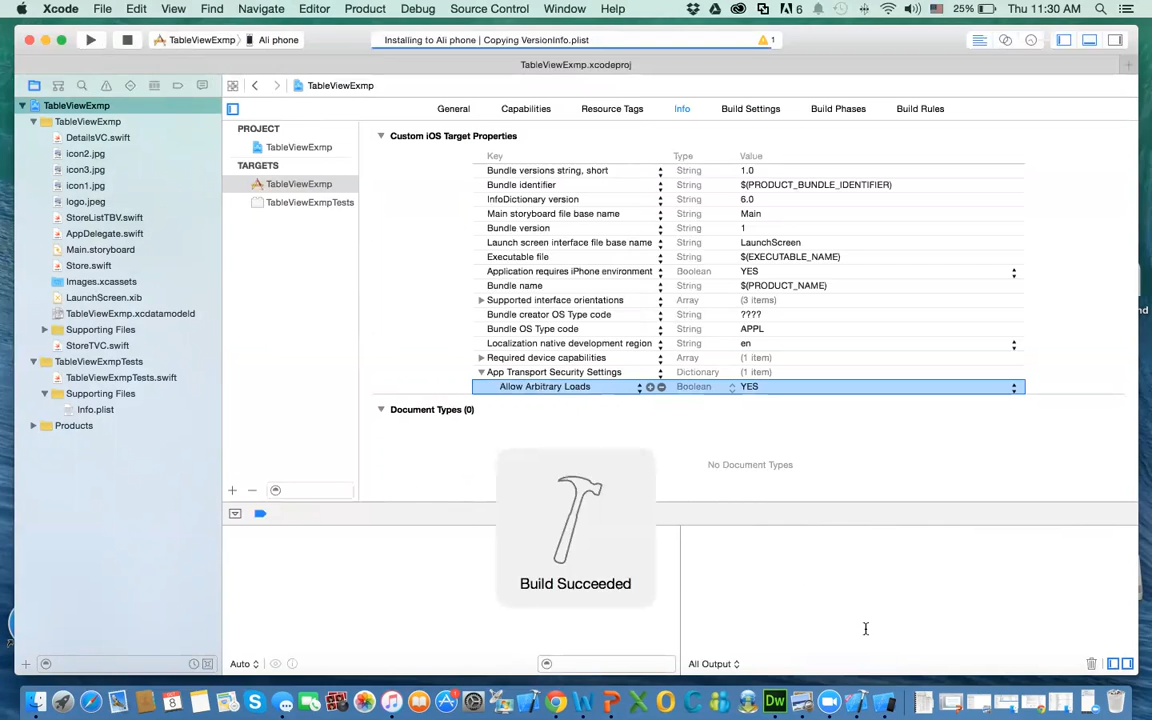 Xcode File Edit View Find Navigate Editor Product Debug Source Control Window Help 6 25% Thu 11:30 AM
TableViewExmp Ali phone Installing to Ali phone | Copying VersionInfo.plist 1
TableViewExmp.xcodeproj
TableViewExmp
General Capabilities Resource Tags Info Build Settings Build Phases Build Rules
TableViewExmp
TableViewExmp
DetailsVC.swift
icon2.jpg
icon3.jpg
icon1.jpg
logo.jpeg
StoreListTBV.swift
AppDelegate.swift
Main.storyboard
Store.swift
Images.xcassets
LaunchScreen.xib
TableViewExmp.xcdatamodeld
Supporting Files
StoreTVC.swift
TableViewExmpTests
TableViewExmpTests.swift
Supporting Files
Info.plist
Products
PROJECT
TableViewExmp
TARGETS
TableViewExmp
TableViewExmpTests
Custom iOS Target Properties
Key Type Value
Bundle versions string, short String 1.0
Bundle identifier String $(PRODUCT_BUNDLE_IDENTIFIER)
InfoDictionary version String 6.0
Main storyboard file base name String Main
Bundle version String 1
Launch screen interface file base name String LaunchScreen
Executable file String $(EXECUTABLE_NAME)
Application requires iPhone environment Boolean YES
Bundle name String $(PRODUCT_NAME)
Supported interface orientations Array (3 items)
Bundle creator OS Type code String ????
Bundle OS Type code String APPL
Localization native development region String en
Required device capabilities Array (1 item)
App Transport Security Settings Dictionary (1 item)
Allow Arbitrary Loads Boolean YES
Document Types (0)
No Document Types
Build Succeeded
Auto All Output